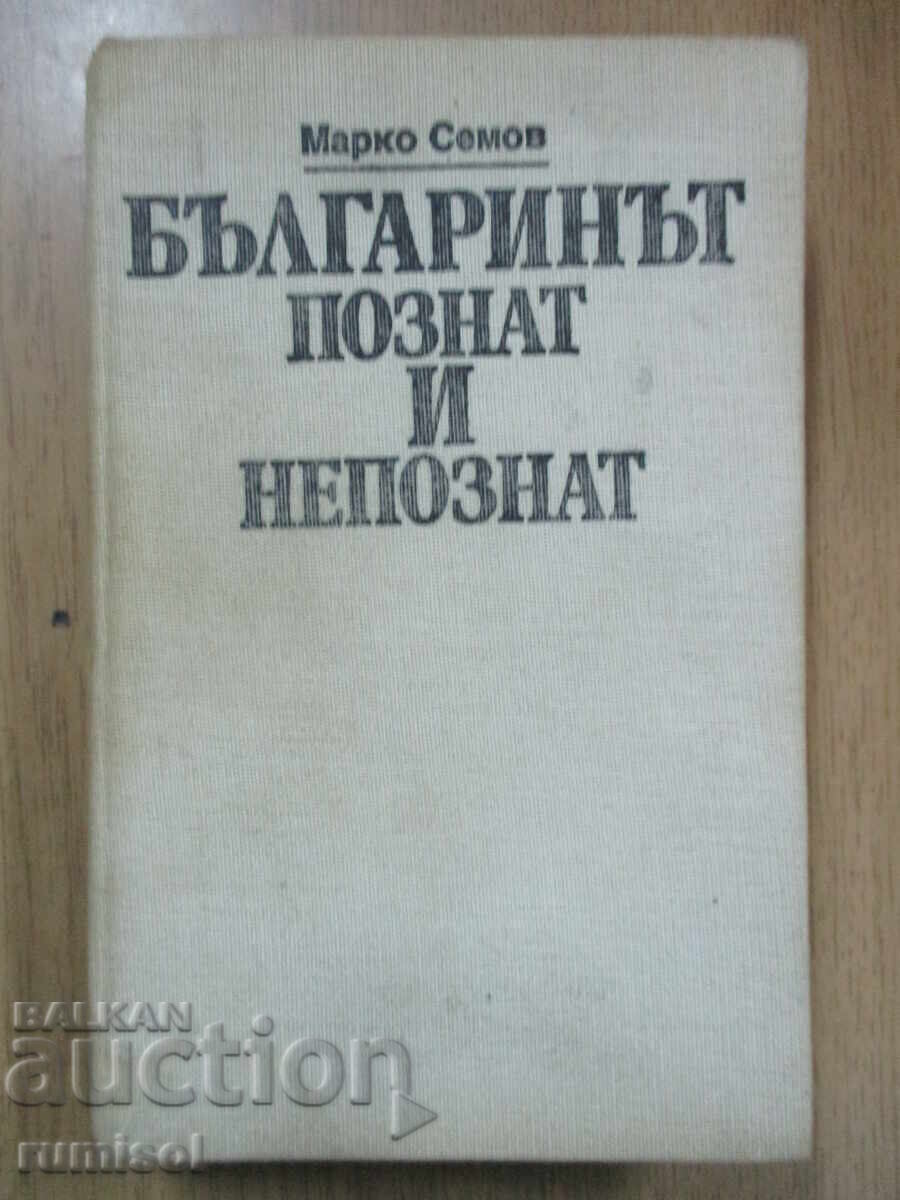 Марко Семов
БЪЛГАРИНЪТ
ПОЗНАТ
И
НЕПОЗНАТ
BALKAN
auction
rumisol